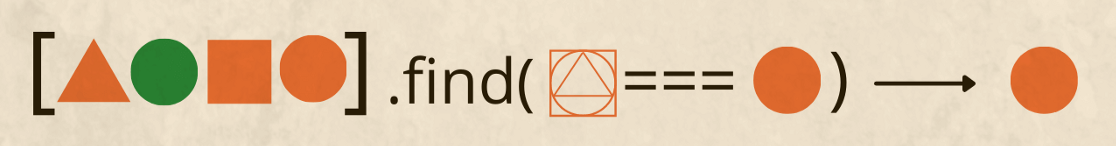 [ ] .find( === )